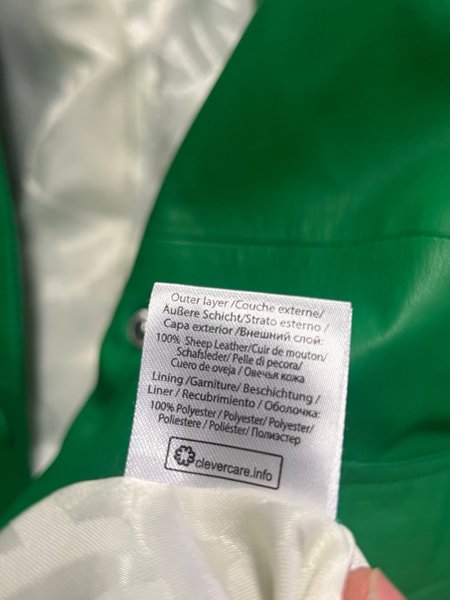 Outer layer /Couche externe/
Äußere Schicht/Strato esterno /
Capa exterior /Внешний слой:
100% Sheep Leather/Cuir de mouton/
Schafsleder/ Pelle di pecora/
Cuero de oveja / Овечья кожа
Lining /Garniture/ Beschichtung /
Liner / Recubrimiento / Оболочка:
100% Polyester / Polyester/ Polyester/
Poliestere / Poliéster/ Полиэстер
clevercare.info